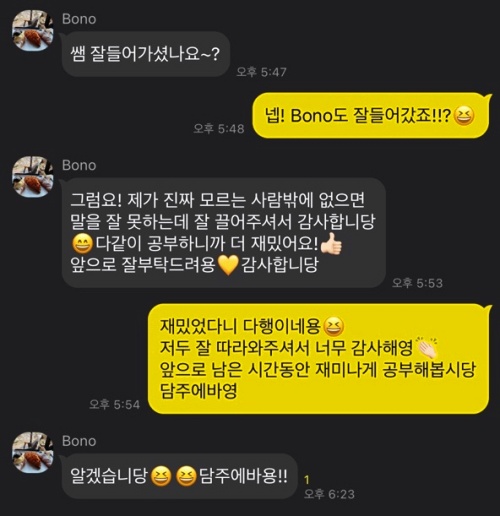 Bono
쌤 잘들어가셨나요~?
오후 5:47
넵! Bono도 잘들어갔죠!!?😆
오후 5:48
Bono
그럼요! 제가 진짜 모르는 사람밖에 없으면
말을 잘 못하는데 잘 끌어주셔서 감사합니당
😄다같이 공부하니까 더 재밌어요!👍🏻
앞으로 잘부탁드려용💛감사합니당
오후 5:53
재밌었다니 다행이네용😆
저두 잘 따라와주셔서 너무 감사해영👏🏻
앞으로 남은 시간동안 재미나게 공부해봅시당
담주에바영
오후 5:54
Bono
알겠습니당😆😆담주에바용!!
1
오후 6:23